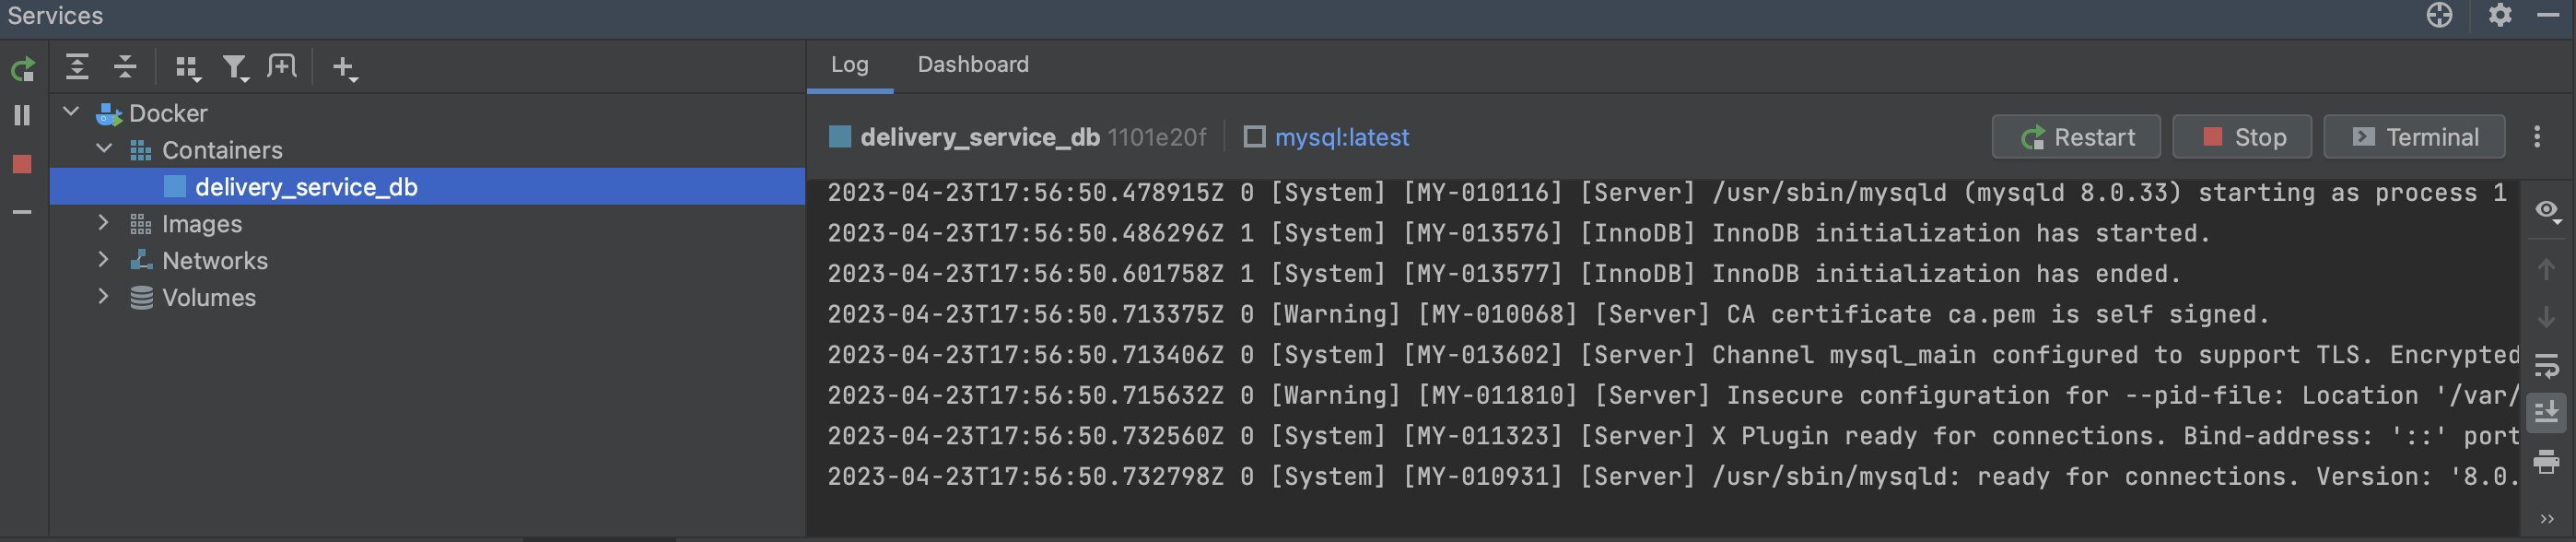 Services
Log Dashboard
Docker
Containers
delivery_service_db
Images
Networks
Volumes
delivery_service_db 1101e20f mysql:latest Restart Stop Terminal
2023-04-23T17:56:50.478915Z 0 [System] [MY-010116] [Server] /usr/sbin/mysqld (mysqld 8.0.33) starting as process 1
2023-04-23T17:56:50.486296Z 1 [System] [MY-013576] [InnoDB] InnoDB initialization has started.
2023-04-23T17:56:50.601758Z 1 [System] [MY-013577] [InnoDB] InnoDB initialization has ended.
2023-04-23T17:56:50.713375Z 0 [Warning] [MY-010068] [Server] CA certificate ca.pem is self signed.
2023-04-23T17:56:50.713406Z 0 [System] [MY-013602] [Server] Channel mysql_main configured to support TLS. Encrypted
2023-04-23T17:56:50.715632Z 0 [Warning] [MY-011810] [Server] Insecure configuration for --pid-file: Location '/var/
2023-04-23T17:56:50.732560Z 0 [System] [MY-011323] [Server] X Plugin ready for connections. Bind-address: '::' port
2023-04-23T17:56:50.732798Z 0 [System] [MY-010931] [Server] /usr/sbin/mysqld: ready for connections. Version: '8.0.